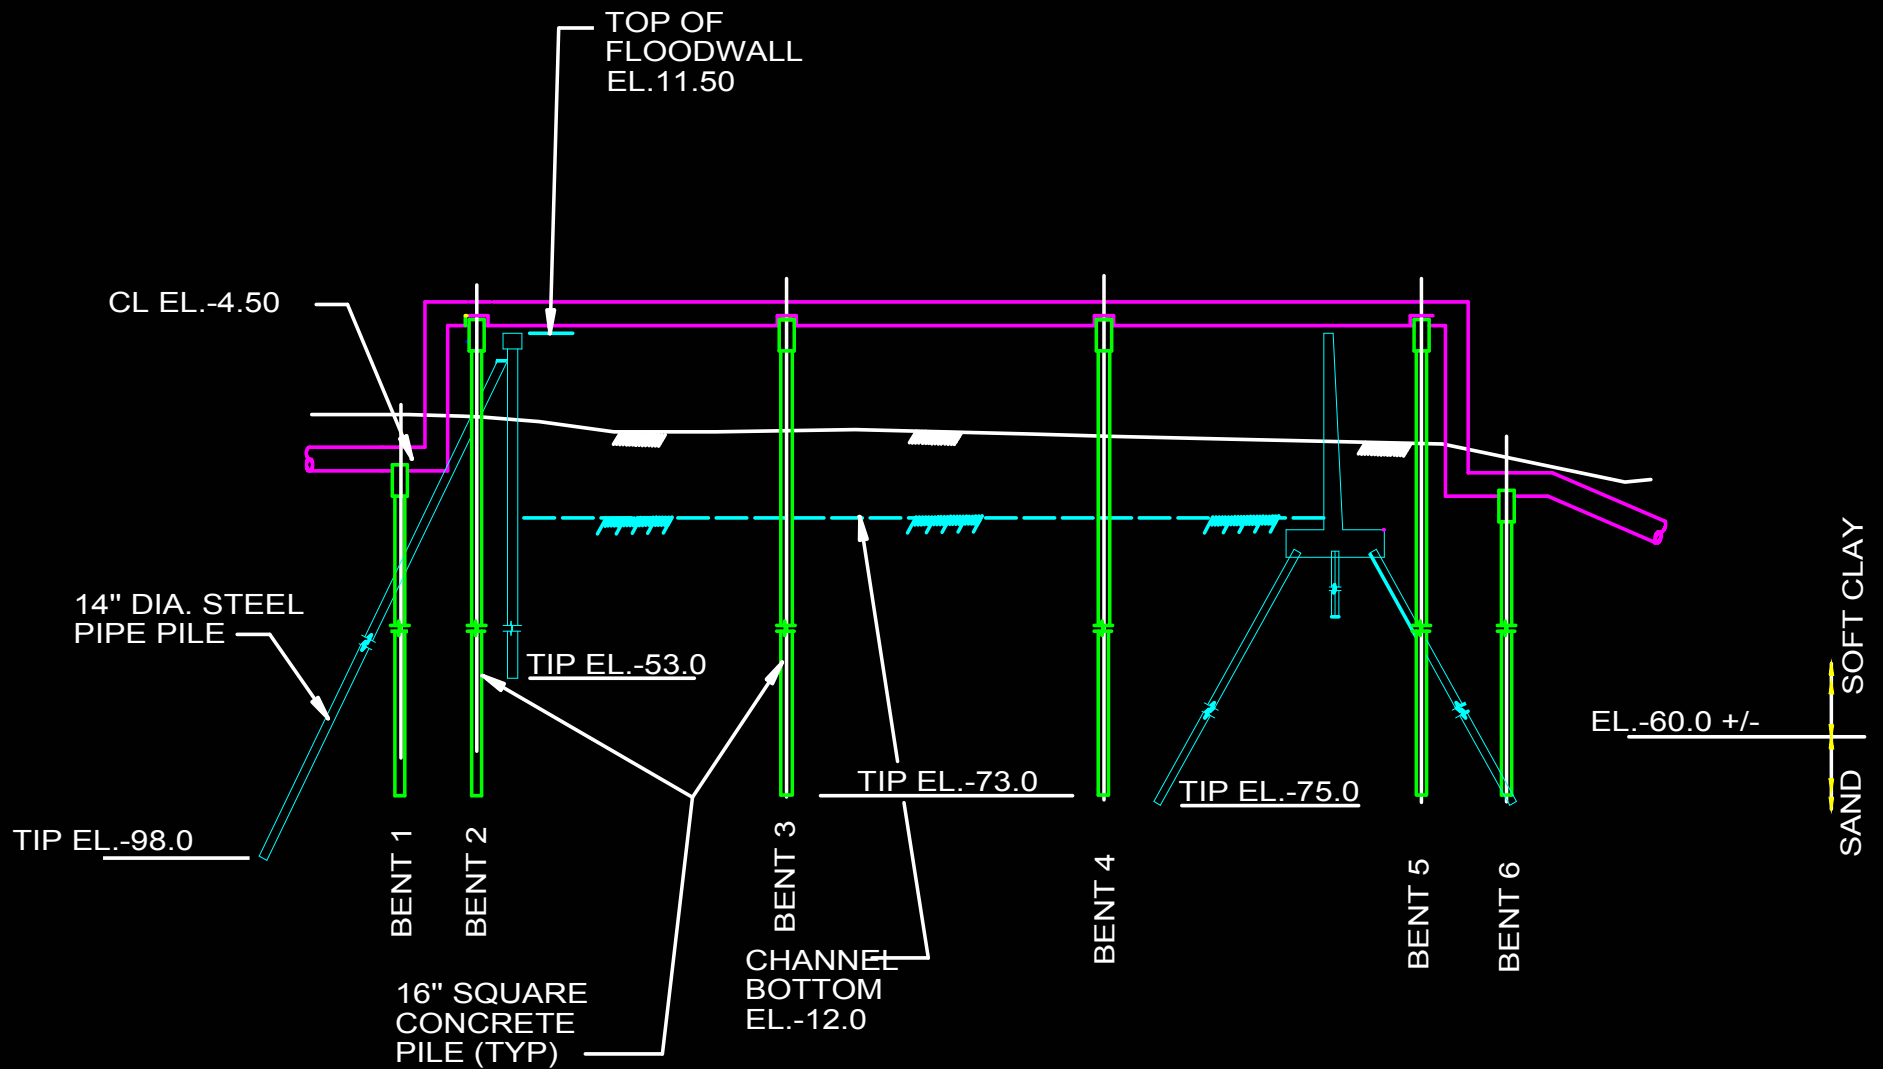 TOP OF
FLOODWALL
EL.11.50
CL EL.-4.50
14" DIA. STEEL
PIPE PILE
TIP EL.-53.0
SOFT CLAY
EL.-60.0 +/-
SAND
TIP EL.-73.0
TIP EL.-75.0
TIP EL.-98.0
BENT 1
BENT 2
BENT 3
BENT 4
BENT 5
BENT 6
CHANNEL
BOTTOM
EL.-12.0
16" SQUARE
CONCRETE
PILE (TYP)